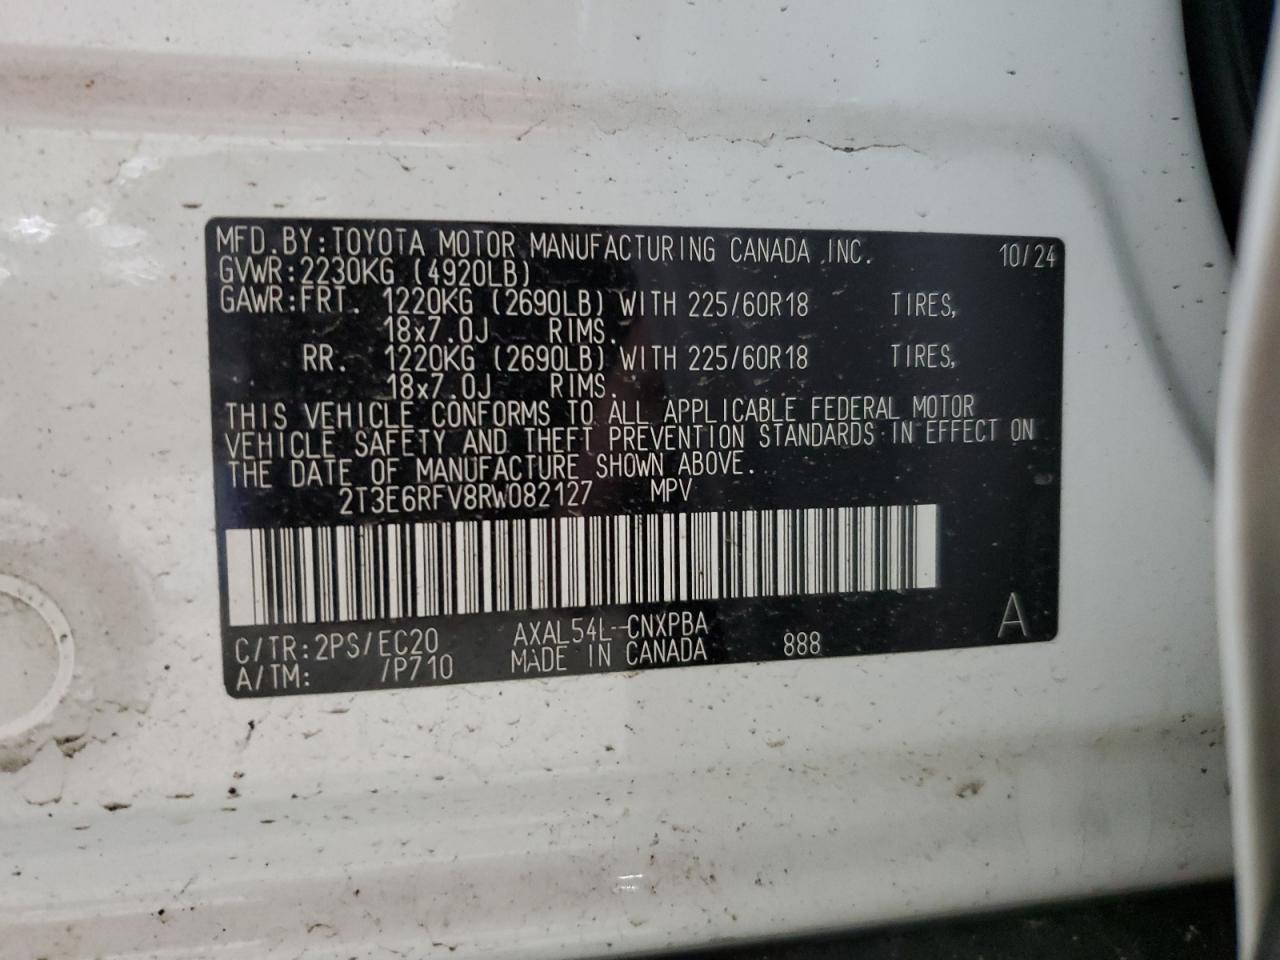 MFD.BY:TOYOTA MOTOR MANUFACTURING CANADA INC. 10/24
GVWR:2230KG (4920LB)
GAWR:FRT. 1220KG (2690LB) WITH 225/60R18 TIRES,
18x7.0J RIMS.
RR. 1220KG (2690LB) WITH 225/60R18 TIRES,
18x7.0J RIMS.
THIS VEHICLE CONFORMS TO ALL APPLICABLE FEDERAL MOTOR
VEHICLE SAFETY AND THEFT PREVENTION STANDARDS IN EFFECT ON
THE DATE OF MANUFACTURE SHOWN ABOVE.
2T3E6RFV8RW082127 MPV
C/TR:2PS/EC20 AXAL54L-CNXPBA
A/TM: /P710 MADE IN CANADA 888 A